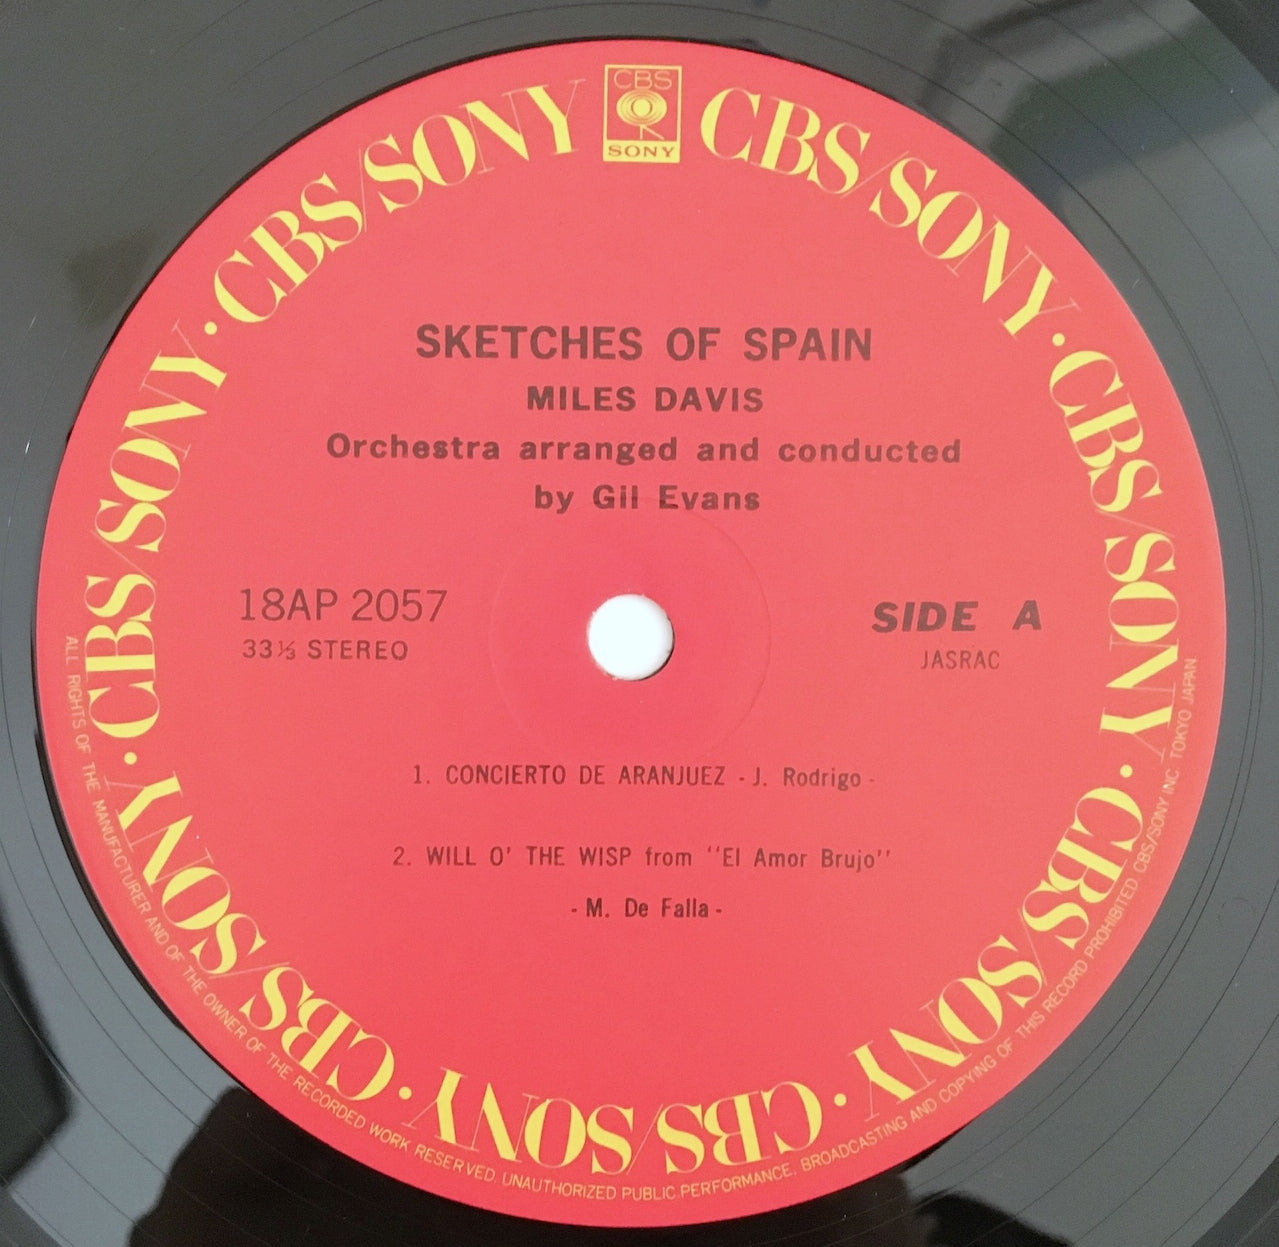 CBS
SONY
CBS/SONY · CBS/SONY · CBS/SONY · CBS/SONY · CBS/SONY · CBS/SONY · CBS/SONY
SKETCHES OF SPAIN
MILES DAVIS
Orchestra arranged and conducted
by Gil Evans
18AP 2057
33⅓ STEREO
SIDE A
JASRAC
1. CONCIERTO DE ARANJUEZ - J. Rodrigo -
2. WILL O' THE WISP from "El Amor Brujo"
- M. De Falla -
ALL RIGHTS OF THE MANUFACTURER AND OF THE OWNER OF THE RECORDED WORK RESERVED. UNAUTHORIZED PUBLIC PERFORMANCE, BROADCASTING AND COPYING OF THIS RECORD PROHIBITED. CBS/SONY INC. TOKYO JAPAN